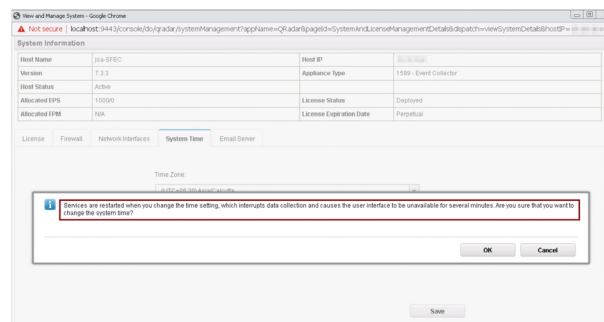 View and Manage System - Google Chrome
Not secure | localhost:9443/console/do/qradar/systemManagement?appName=QRadar&pageId=SystemAndLicenseManagementDetails&dispatch=viewSystemDetails&hostIP=
System Information
Host Name jsa-SFEC Host IP
Version 7.3.3 Appliance Type 1599 - Event Collector
Host Status Active
Allocated EPS 1000/0 License Status Deployed
Allocated FPM N/A License Expiration Date Perpetual
License Firewall Network Interfaces System Time Email Server
Time Zone:
Services are restarted when you change the time setting, which interrupts data collection and causes the user interface to be unavailable for several minutes. Are you sure that you want to
change the system time?
OK Cancel
Save